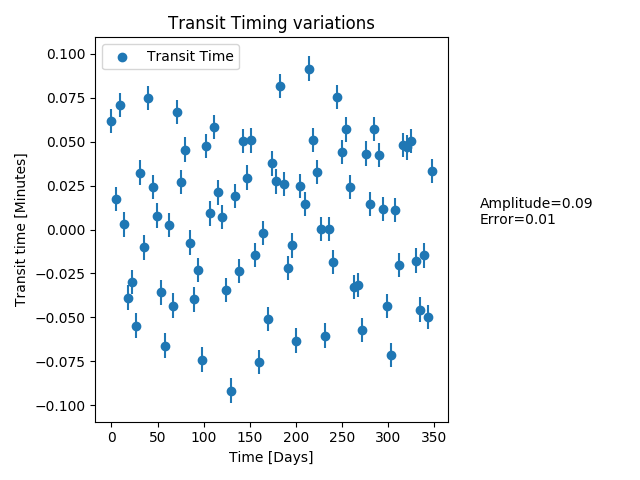 Transit Timing variations
Transit Time
Transit time [Minutes]
0.100
0.075
0.050
0.025
0.000
−0.025
−0.050
−0.075
−0.100
0
50
100
150
200
250
300
350
Time [Days]
Amplitude=0.09
Error=0.01